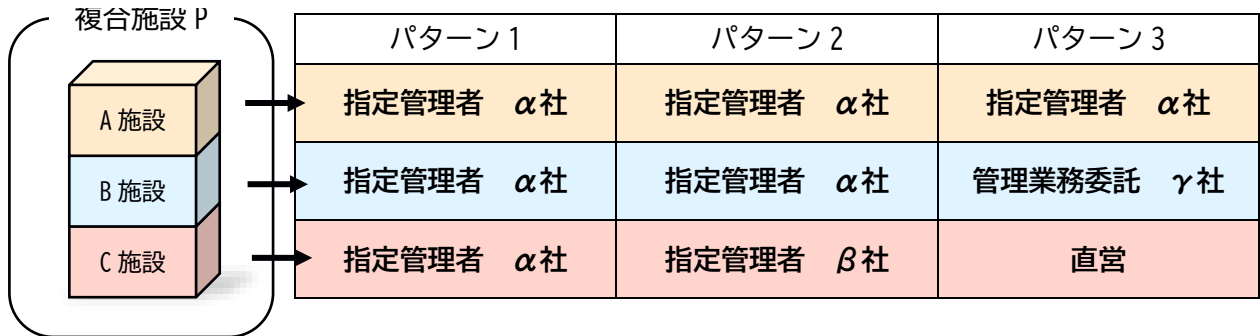 複合施設 P
パターン 1 パターン 2 パターン 3
A 施設 指定管理者 α社 指定管理者 α社 指定管理者 α社
B 施設 指定管理者 α社 指定管理者 α社 管理業務委託 γ社
C 施設 指定管理者 α社 指定管理者 β社 直営